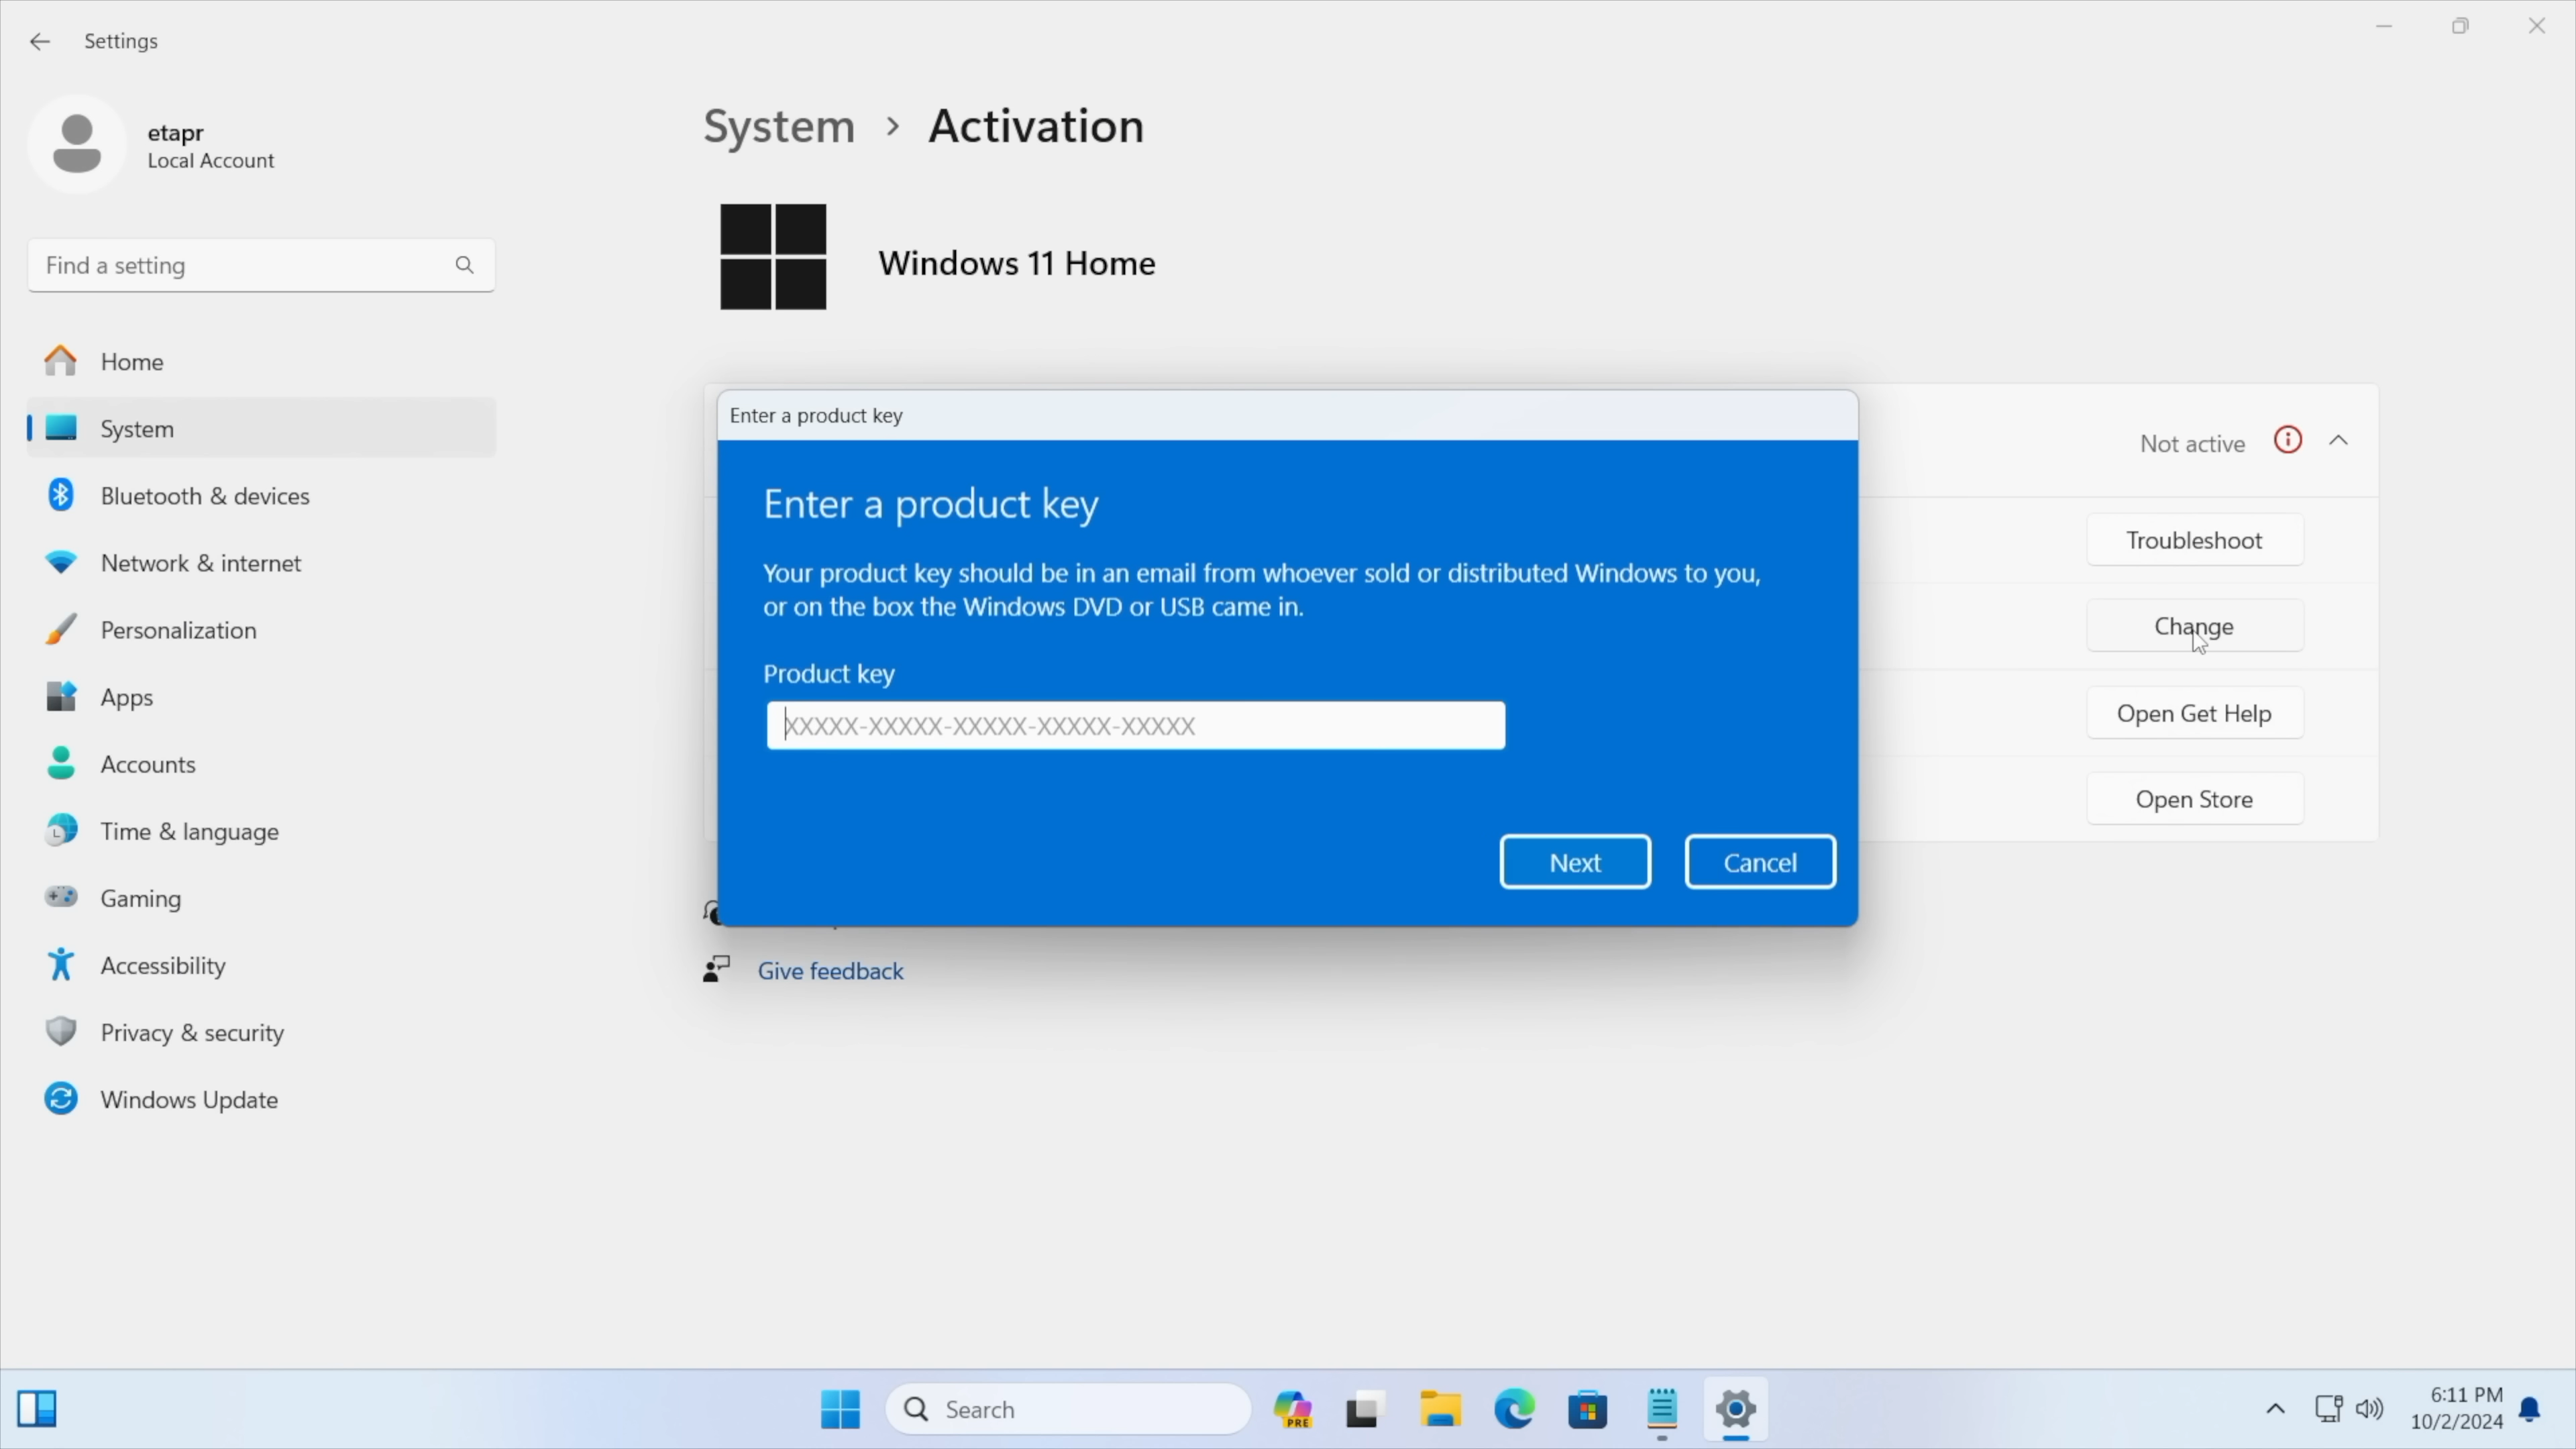 Settings
etapr
Local Account
Find a setting
Home
System
Bluetooth & devices
Network & internet
Personalization
Apps
Accounts
Time & language
Gaming
Accessibility
Privacy & security
Windows Update
System > Activation
Windows 11 Home
Not active
Troubleshoot
Change
Open Get Help
Open Store
Enter a product key
Enter a product key
Your product key should be in an email from whoever sold or distributed Windows to you,
or on the box the Windows DVD or USB came in.
Product key
XXXXX-XXXXX-XXXXX-XXXXX-XXXXX
Next
Cancel
Give feedback
Search
PRE
6:11 PM
10/2/2024